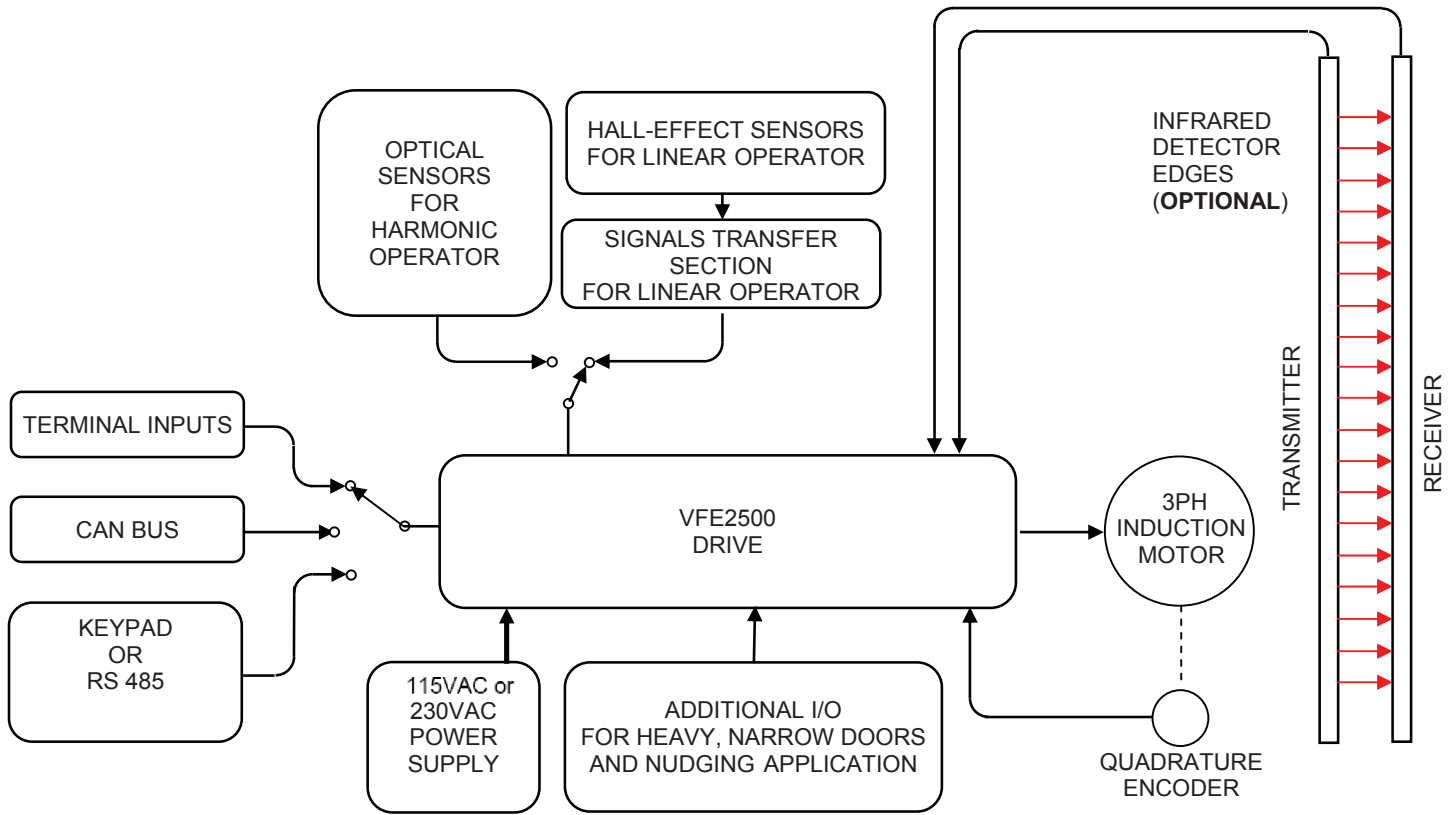 OPTICAL
SENSORS
FOR
HARMONIC
OPERATOR
HALL-EFFECT SENSORS
FOR LINEAR OPERATOR
SIGNALS TRANSFER
SECTION
FOR LINEAR OPERATOR
INFRARED
DETECTOR
EDGES
(OPTIONAL)
TRANSMITTER
RECEIVER
TERMINAL INPUTS
CAN BUS
KEYPAD
OR
RS 485
VFE2500
DRIVE
3PH
INDUCTION
MOTOR
115VAC or
230VAC
POWER
SUPPLY
ADDITIONAL I/O
FOR HEAVY, NARROW DOORS
AND NUDGING APPLICATION
QUADRATURE
ENCODER